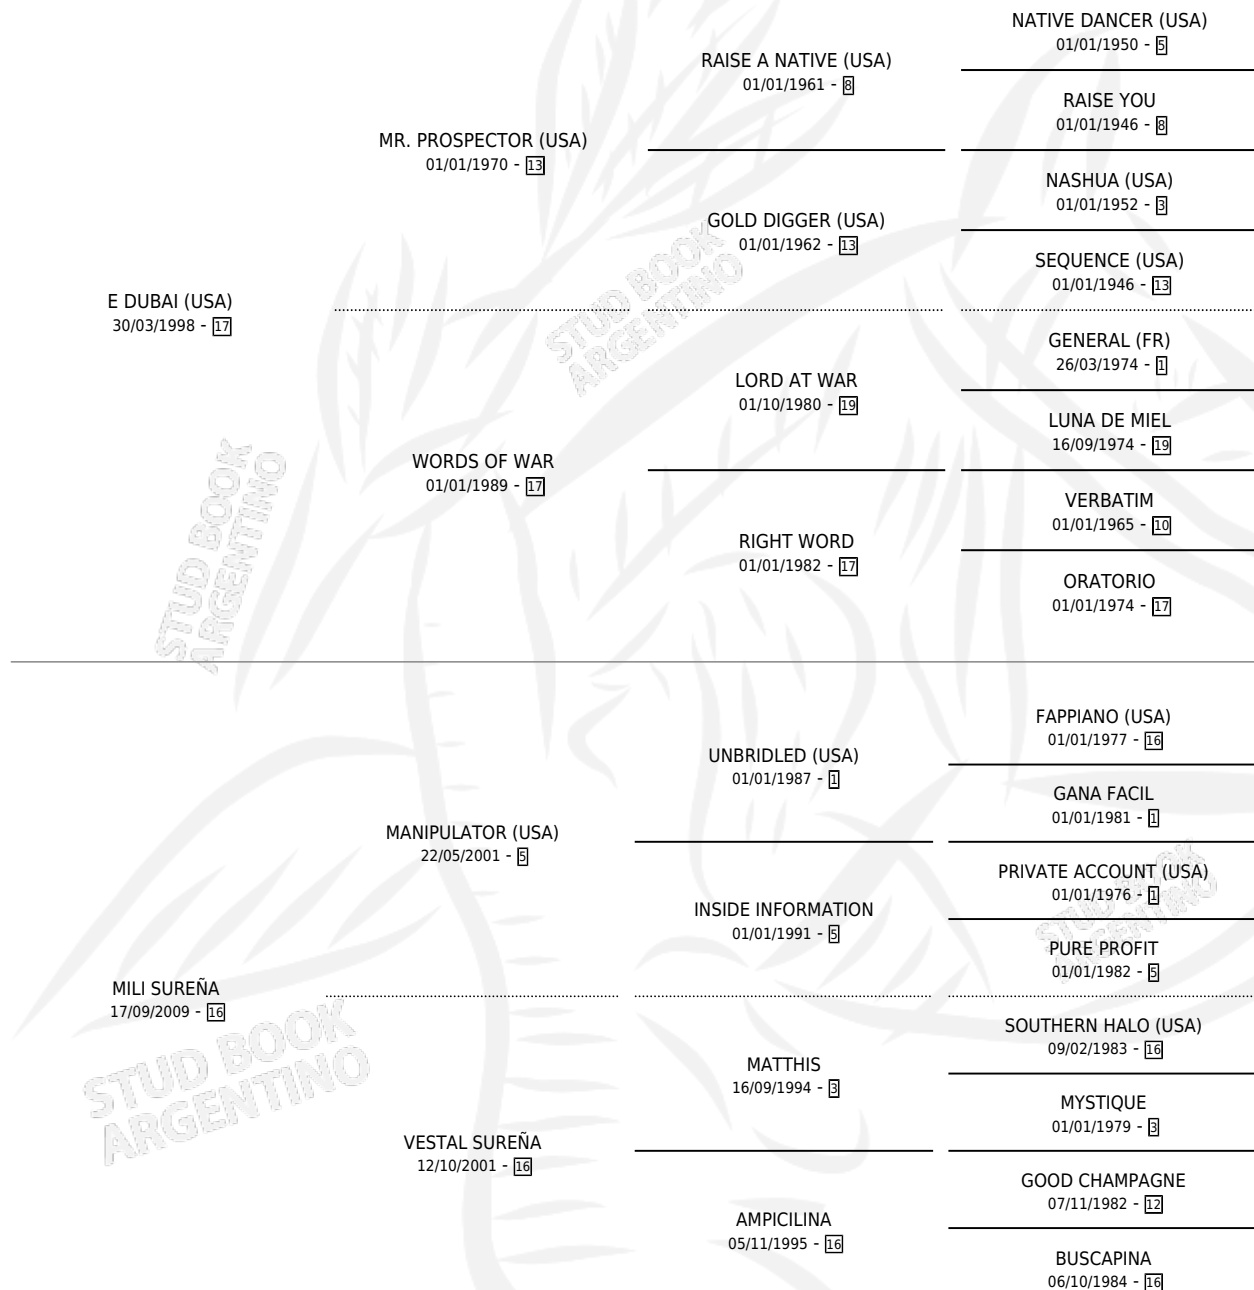 NATIVE DANCER (USA)
01/01/1950 - 5
RAISE A NATIVE (USA)
01/01/1961 - 8
RAISE YOU
01/01/1946 - 8
MR. PROSPECTOR (USA)
01/01/1970 - 13
NASHUA (USA)
01/01/1952 - 3
GOLD DIGGER (USA)
01/01/1962 - 13
SEQUENCE (USA)
01/01/1946 - 13
E DUBAI (USA)
30/03/1998 - 17
GENERAL (FR)
26/03/1974 - 1
LORD AT WAR
01/10/1980 - 19
LUNA DE MIEL
16/09/1974 - 19
WORDS OF WAR
01/01/1989 - 17
VERBATIM
01/01/1965 - 10
RIGHT WORD
01/01/1982 - 17
ORATORIO
01/01/1974 - 17
FAPPIANO (USA)
01/01/1977 - 16
UNBRIDLED (USA)
01/01/1987 - 1
GANA FACIL
01/01/1981 - 1
MANIPULATOR (USA)
22/05/2001 - 5
PRIVATE ACCOUNT (USA)
01/01/1976 - 1
INSIDE INFORMATION
01/01/1991 - 5
PURE PROFIT
01/01/1982 - 5
MILI SUREÑA
17/09/2009 - 16
SOUTHERN HALO (USA)
09/02/1983 - 16
MATTHIS
16/09/1994 - 3
MYSTIQUE
01/01/1979 - 3
VESTAL SUREÑA
12/10/2001 - 16
GOOD CHAMPAGNE
07/11/1982 - 12
AMPICILINA
05/11/1995 - 16
BUSCAPINA
06/10/1984 - 16
STUD BOOK
ARGENTINO
STUD BOOK
ARGENTINO
STUD BOOK
ARGENTINO
STUD BOOK
ARGENTINO